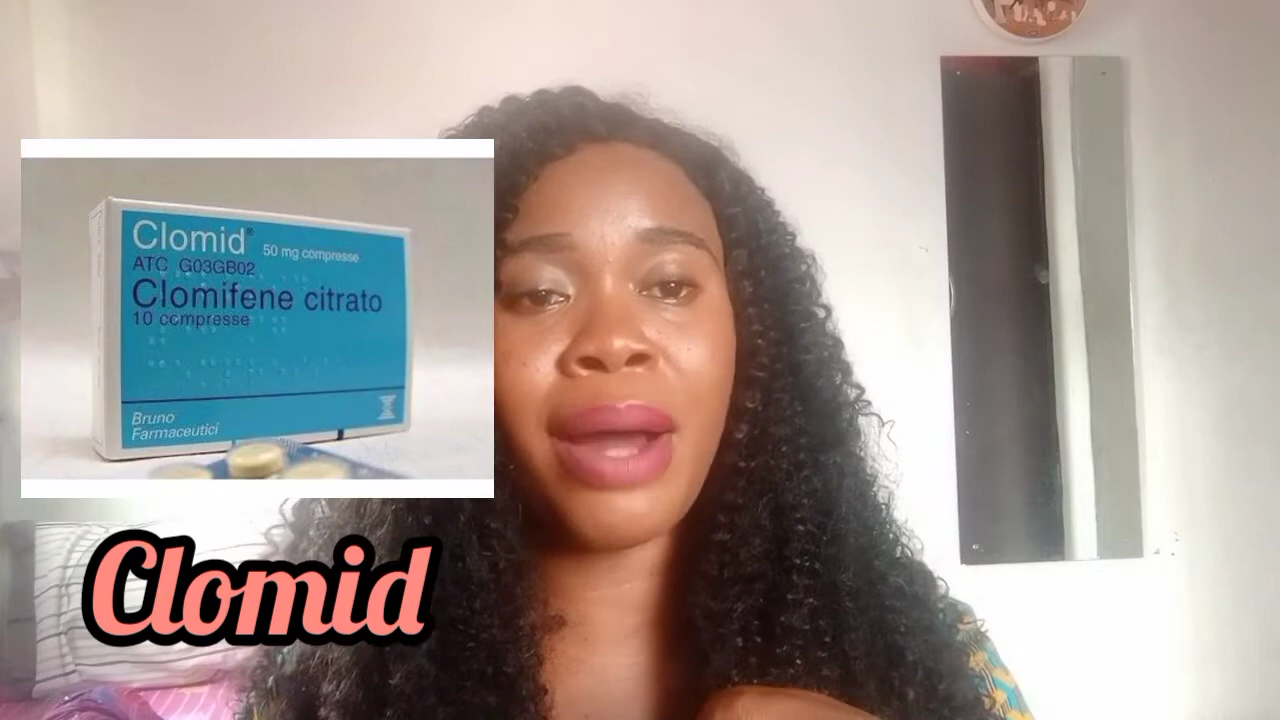 Clomid® 50 mg compresse
ATC G03GB02
Clomifene citrato
10 compresse
Bruno
Farmaceutici
Clomid